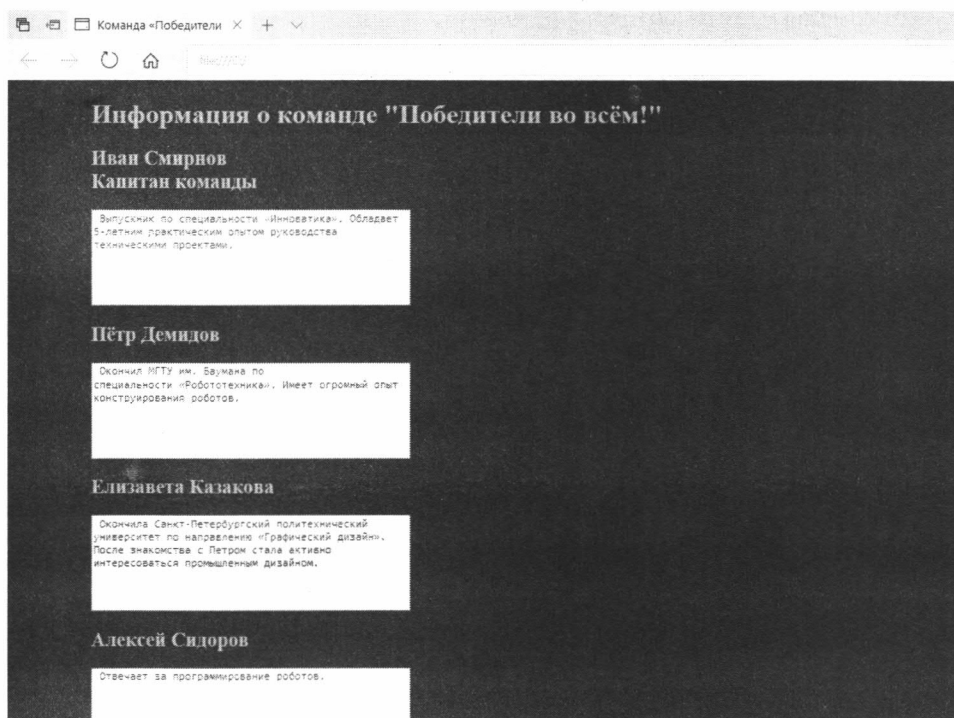 Команда «Победители
file:///C:/
Информация о команде "Победители во всём!"
Иван Смирнов
Капитан команды
Выпускник по специальности «Инноватика». Обладает
5-летним практическим опытом руководства
техническими проектами.
Пётр Демидов
Окончил МГТУ им. Баумана по
специальности «Робототехника». Имеет огромный опыт
конструирования роботов.
Елизавета Казакова
Окончила Санкт-Петербургский политехнический
университет по направлению «Графический дизайн».
После знакомства с Петром стала активно
интересоваться промышленным дизайном.
Алексей Сидоров
Отвечает за программирование роботов.